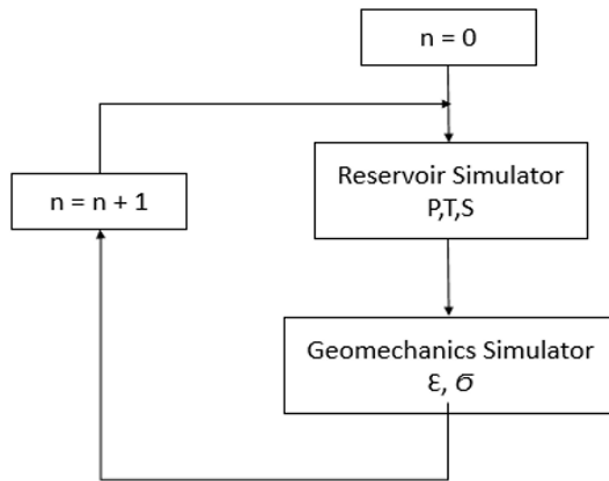 n = 0
Reservoir Simulator
P,T,S
n = n + 1
Geomechanics Simulator
Ɛ, σ